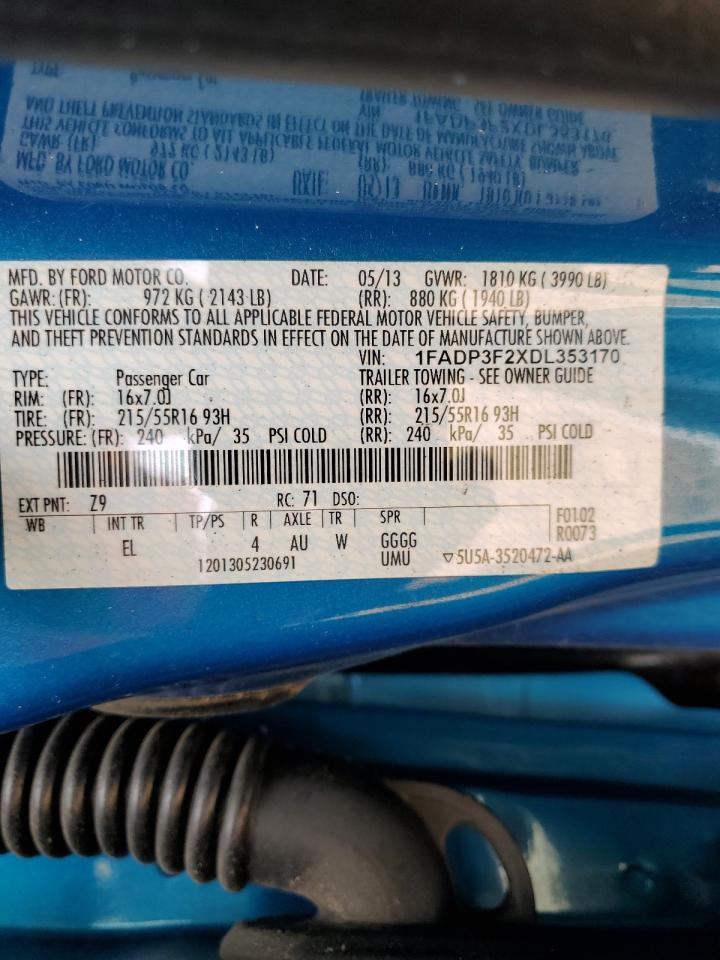 MFD. BY FORD MOTOR CO. DATE: 05/13 GVWR: 1810 KG ( 3990 LB)
GAWR: (FR): 972 KG ( 2143 LB) (RR): 880 KG ( 1940 LB)
THIS VEHICLE CONFORMS TO ALL APPLICABLE FEDERAL MOTOR VEHICLE SAFETY, BUMPER,
AND THEFT PREVENTION STANDARDS IN EFFECT ON THE DATE OF MANUFACTURE SHOWN ABOVE.
VIN: 1FADP3F2XDL353170
TYPE: Passenger Car TRAILER TOWING - SEE OWNER GUIDE
RIM: (FR): 16x7.0J (RR): 16x7.0J
TIRE: (FR): 215/55R16 93H (RR): 215/55R16 93H
PRESSURE: (FR): 240 kPa/ 35 PSI COLD (RR): 240 kPa/ 35 PSI COLD
EXT PNT: Z9 RC: 71 DSO:
WB INT TR TP/PS R AXLE TR SPR F0102
R0073
EL 4 AU W GGGG
1201305230691 UMU ▽5U5A-3520472-AA